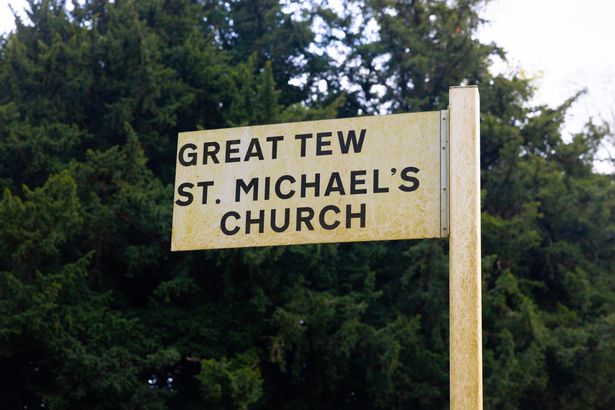 GREAT TEW
ST. MICHAEL'S
CHURCH